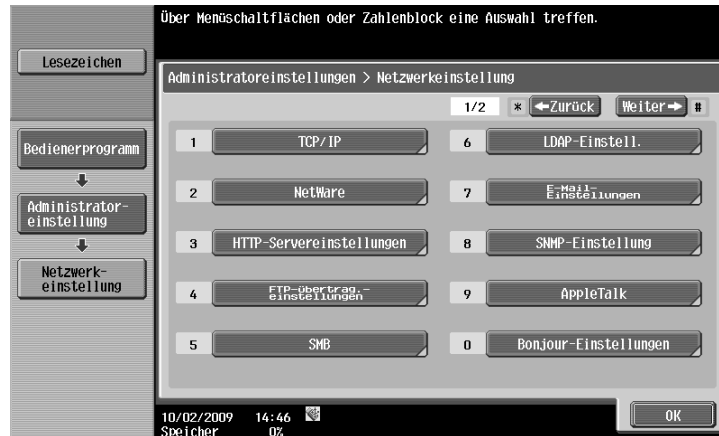 Über Menüschaltflächen oder Zahlenblock eine Auswahl treffen.
Lesezeichen
Administratoreinstellungen > Netzwerkeinstellung
1/2 * ←Zurück Weiter→ #
Bedienerprogramm
Administrator-
einstellung
Netzwerk-
einstellung
1 TCP/IP
2 NetWare
3 HTTP-Servereinstellungen
4 FTP-übertrag.-
einstellungen
5 SMB
6 LDAP-Einstell.
7 E-Mail-
Einstellungen
8 SNMP-Einstellung
9 AppleTalk
0 Bonjour-Einstellungen
10/02/2009 14:46
Speicher 0%
OK